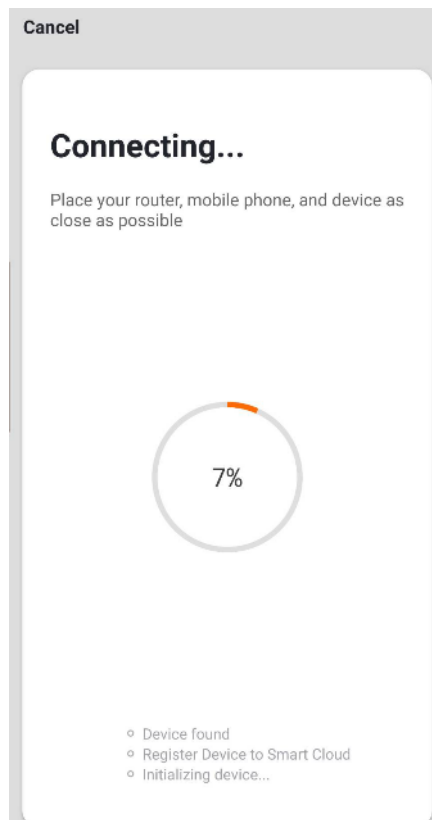 Cancel
Connecting...
Place your router, mobile phone, and device as
close as possible
7%
Device found
Register Device to Smart Cloud
Initializing device...